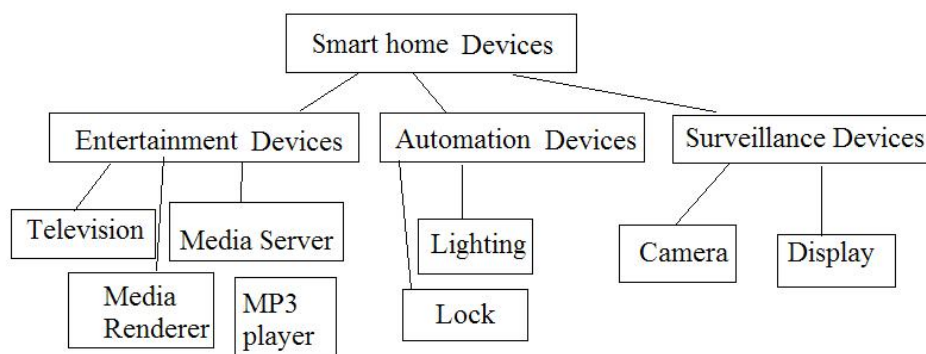 Smart home Devices
Entertainment Devices
Automation Devices
Surveillance Devices
Television
Media Server
Lighting
Camera
Display
Media
Renderer
MP3
player
Lock